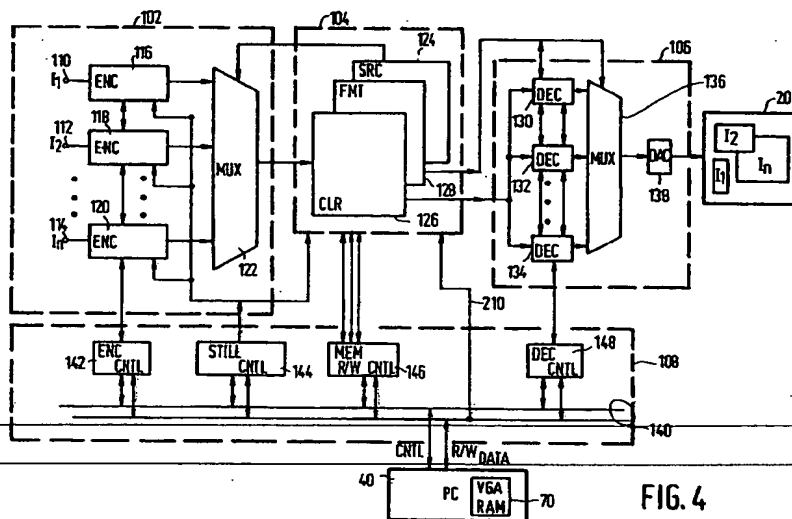 102
104
124
106
110
116
I1
ENC
SRC
FMT
136
118
130
DEC
20
112
I2
ENC
MUX
132
DEC
MUX
DAC
I2
In
I1
120
128
138
114
In
ENC
CLR
126
134
DEC
122
210
142
ENC
CNTL
STILL
CNTL
144
MEM
R/W CNTL
146
DEC
CNTL
148
108
140
CNTL
R/W DATA
40
PC
VGA
RAM
70
FIG. 4